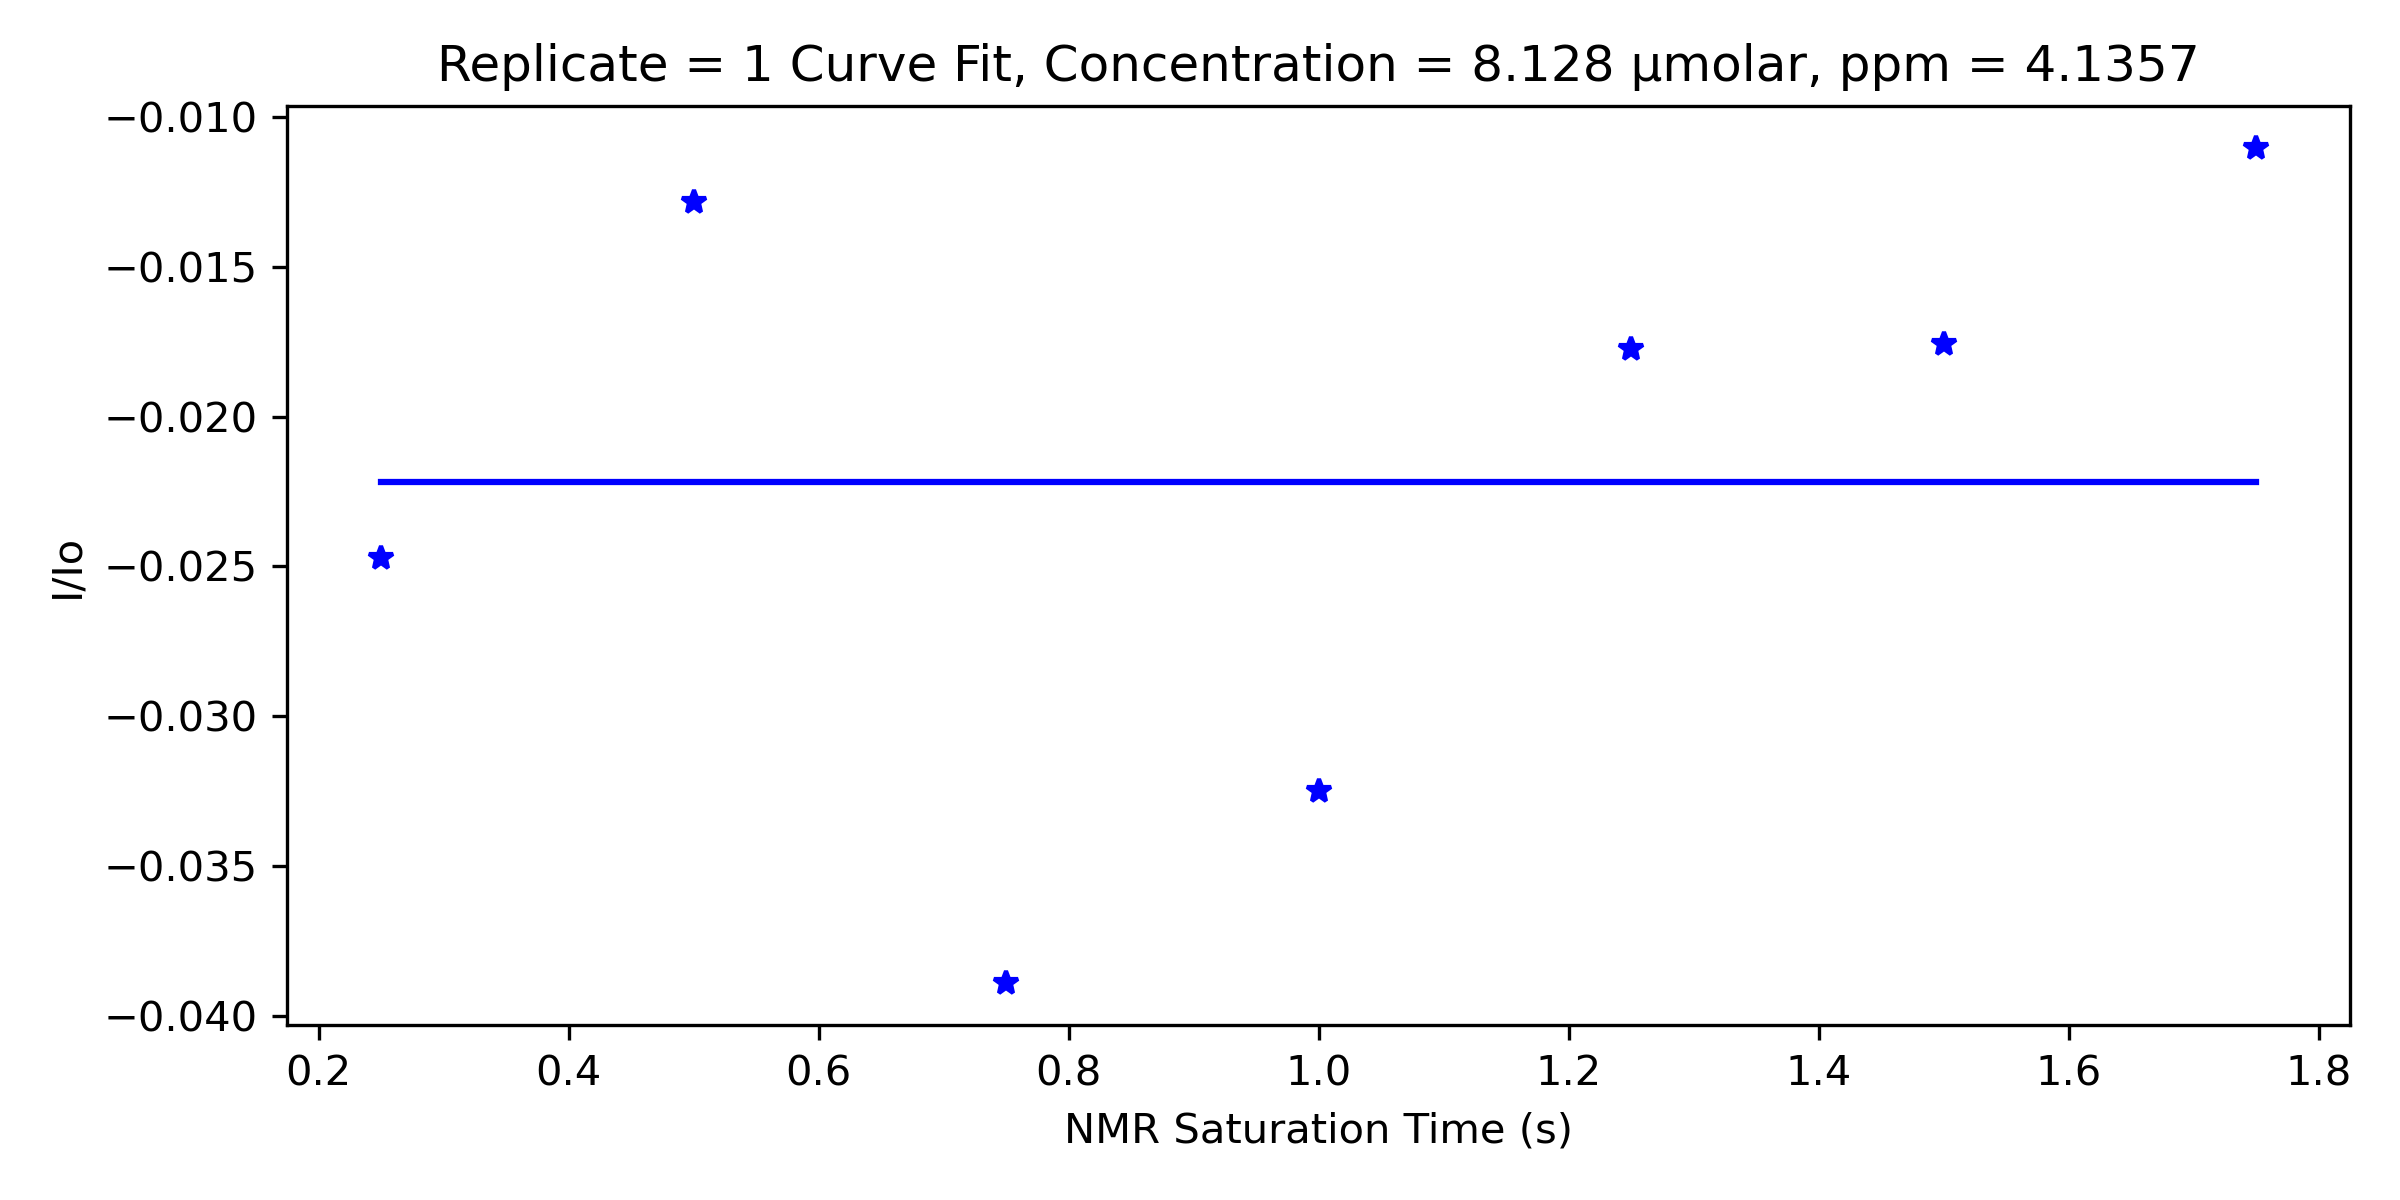 Replicate = 1 Curve Fit, Concentration = 8.128 µmolar, ppm = 4.1357
−0.010
−0.015
−0.020
−0.025
−0.030
−0.035
−0.040
I/Io
0.2 0.4 0.6 0.8 1.0 1.2 1.4 1.6 1.8
NMR Saturation Time (s)